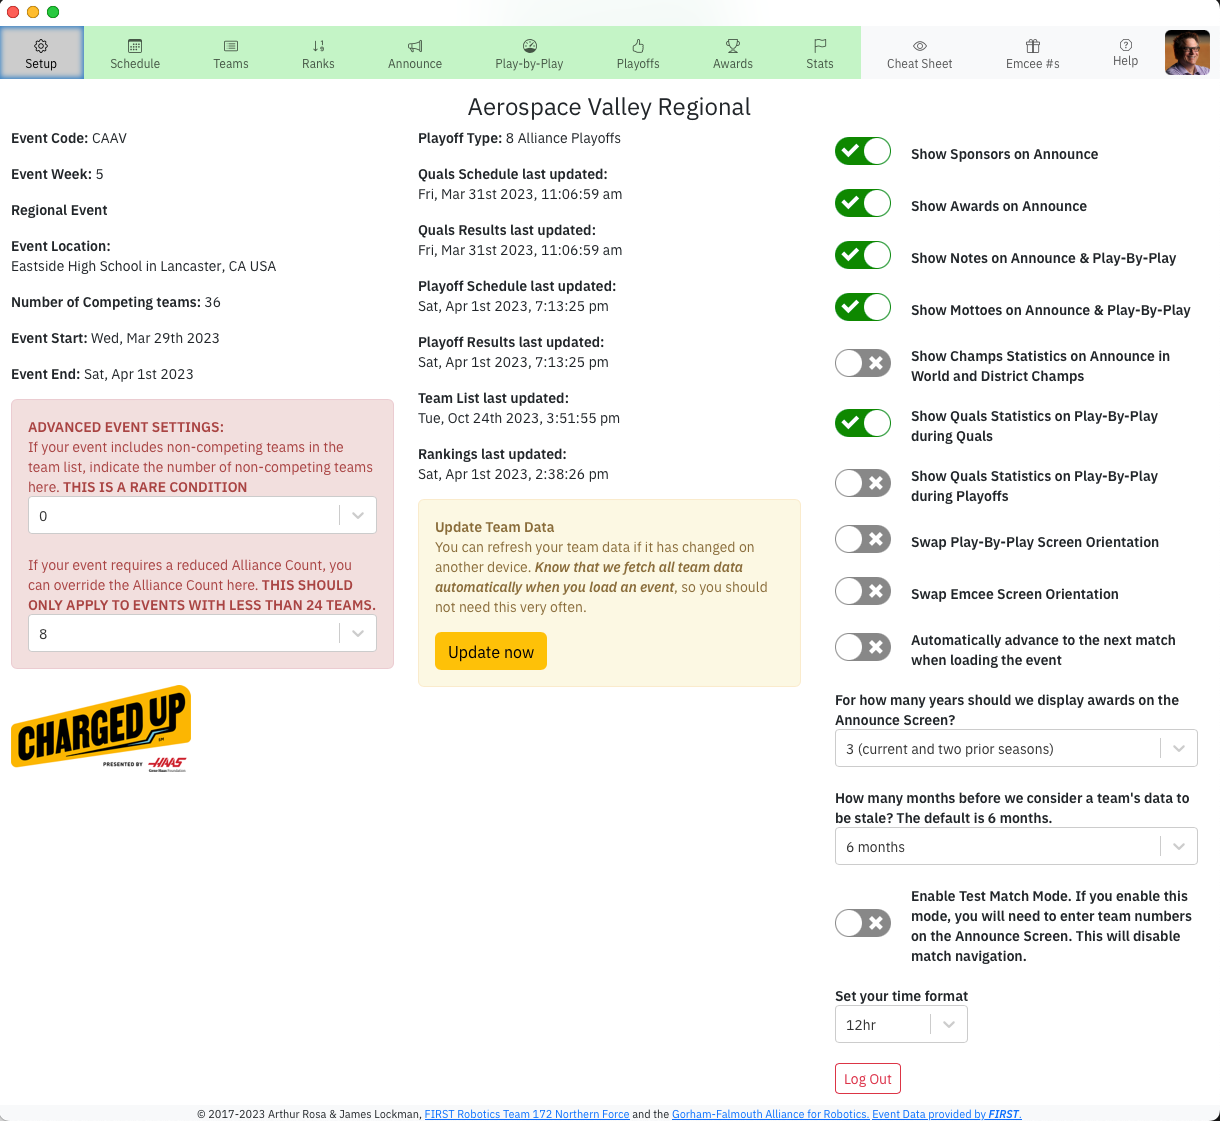 Setup
Schedule
Teams
Ranks
Announce
Play-by-Play
Playoffs
Awards
Stats
Cheat Sheet
Emcee #s
Help
Aerospace Valley Regional
Event Code: CAAV
Event Week: 5
Regional Event
Event Location:
Eastside High School in Lancaster, CA USA
Number of Competing teams: 36
Event Start: Wed, Mar 29th 2023
Event End: Sat, Apr 1st 2023
ADVANCED EVENT SETTINGS:
If your event includes non-competing teams in the
team list, indicate the number of non-competing teams
here. THIS IS A RARE CONDITION
0
If your event requires a reduced Alliance Count, you
can override the Alliance Count here. THIS SHOULD
ONLY APPLY TO EVENTS WITH LESS THAN 24 TEAMS.
8
CHARGED UP
SM
PRESENTED BY HAAS
Gene Haas Foundation
Playoff Type: 8 Alliance Playoffs
Quals Schedule last updated:
Fri, Mar 31st 2023, 11:06:59 am
Quals Results last updated:
Fri, Mar 31st 2023, 11:06:59 am
Playoff Schedule last updated:
Sat, Apr 1st 2023, 7:13:25 pm
Playoff Results last updated:
Sat, Apr 1st 2023, 7:13:25 pm
Team List last updated:
Tue, Oct 24th 2023, 3:51:55 pm
Rankings last updated:
Sat, Apr 1st 2023, 2:38:26 pm
Update Team Data
You can refresh your team data if it has changed on
another device. Know that we fetch all team data
automatically when you load an event, so you should
not need this very often.
Update now
Show Sponsors on Announce
Show Awards on Announce
Show Notes on Announce & Play-By-Play
Show Mottoes on Announce & Play-By-Play
Show Champs Statistics on Announce in
World and District Champs
Show Quals Statistics on Play-By-Play
during Quals
Show Quals Statistics on Play-By-Play
during Playoffs
Swap Play-By-Play Screen Orientation
Swap Emcee Screen Orientation
Automatically advance to the next match
when loading the event
For how many years should we display awards on the
Announce Screen?
3 (current and two prior seasons)
How many months before we consider a team's data to
be stale? The default is 6 months.
6 months
Enable Test Match Mode. If you enable this
mode, you will need to enter team numbers
on the Announce Screen. This will disable
match navigation.
Set your time format
12hr
Log Out
© 2017-2023 Arthur Rosa & James Lockman, FIRST Robotics Team 172 Northern Force and the Gorham-Falmouth Alliance for Robotics. Event Data provided by FIRST.